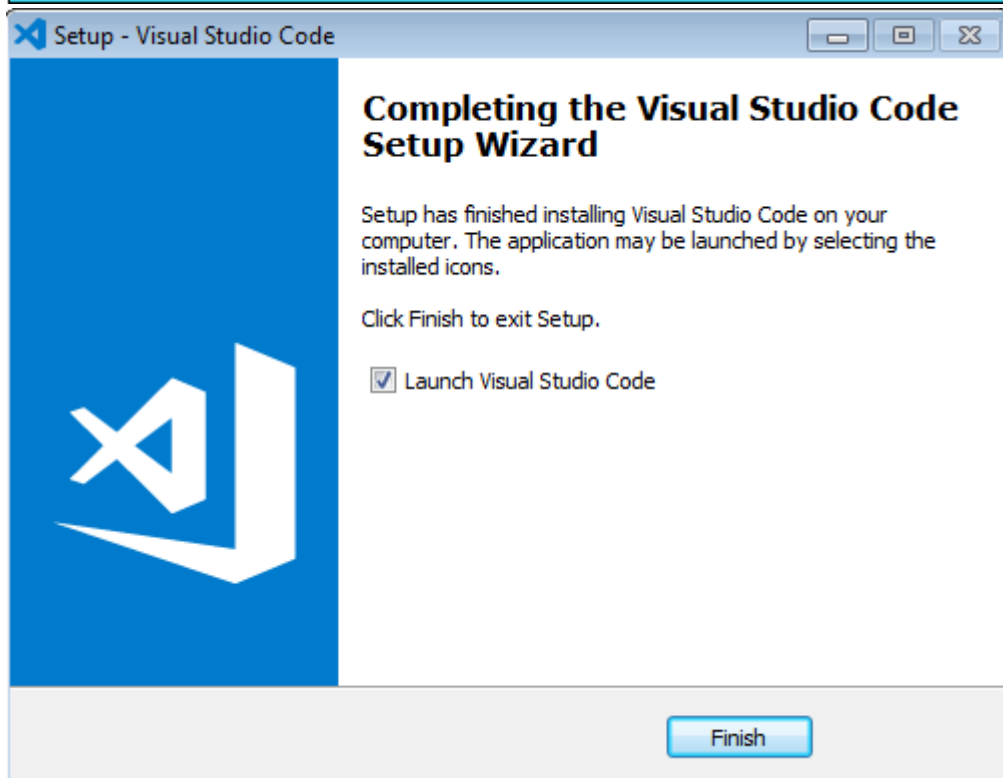 Setup - Visual Studio Code
Completing the Visual Studio Code
Setup Wizard
Setup has finished installing Visual Studio Code on your
computer. The application may be launched by selecting the
installed icons.
Click Finish to exit Setup.
Launch Visual Studio Code
Finish